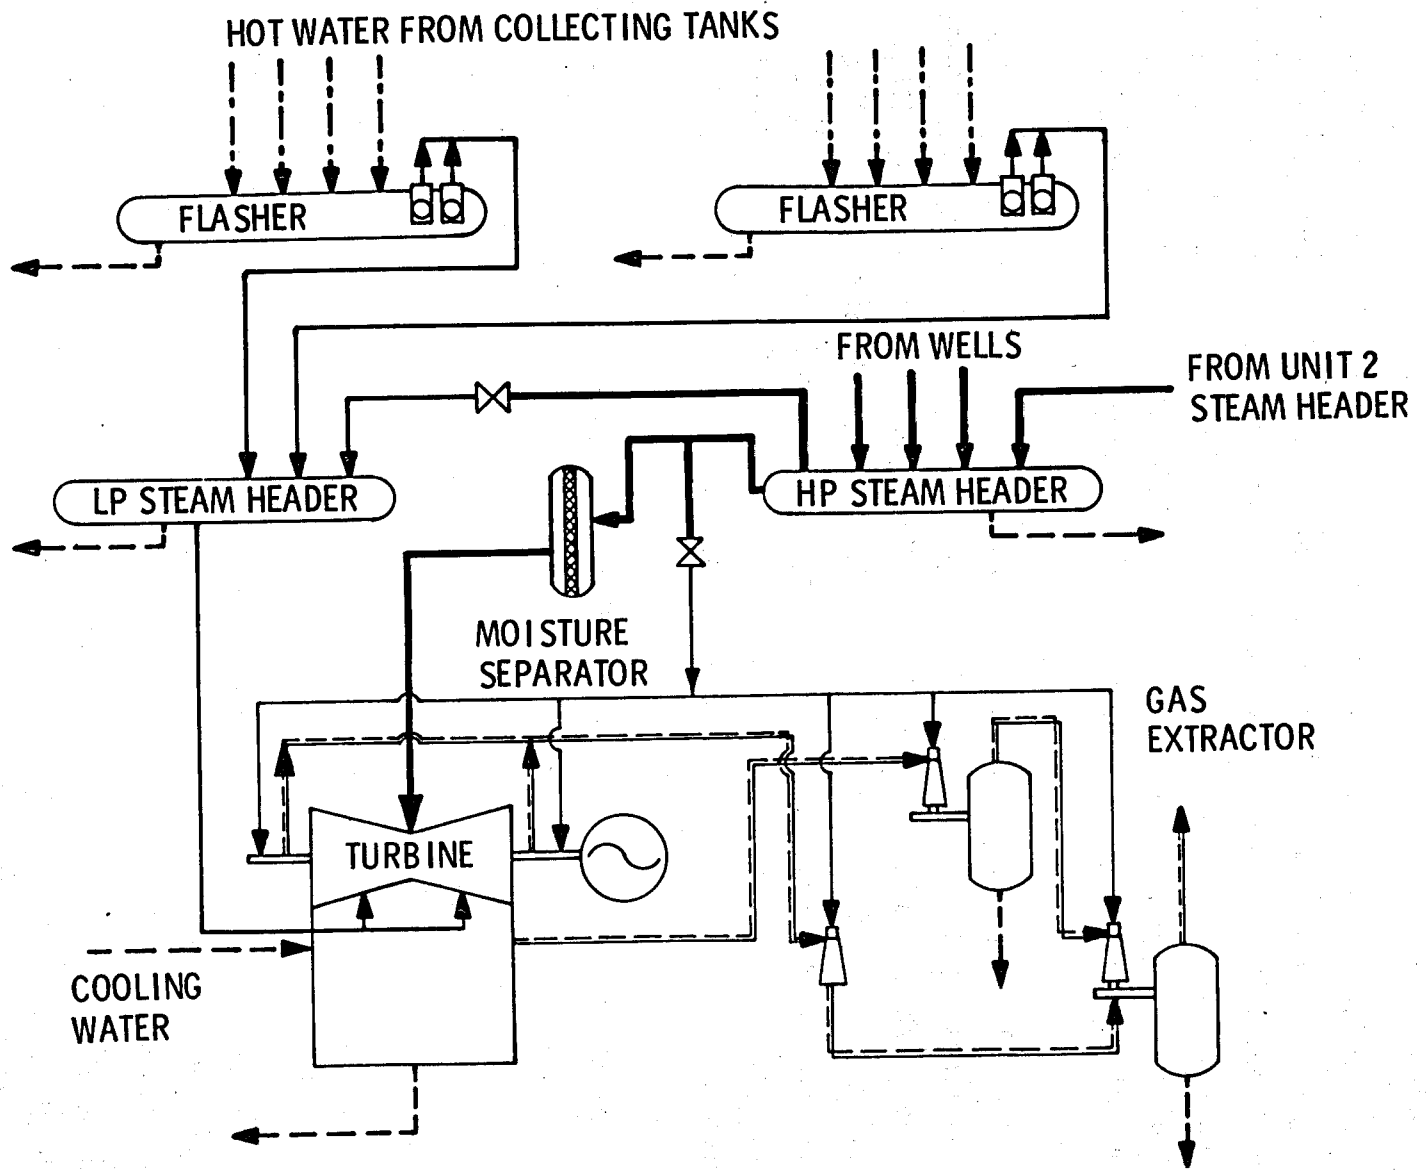 HOT WATER FROM COLLECTING TANKS
FLASHER
FLASHER
FROM WELLS
FROM UNIT 2
STEAM HEADER
LP STEAM HEADER
HP STEAM HEADER
MOISTURE
SEPARATOR
GAS
EXTRACTOR
TURBINE
COOLING
WATER